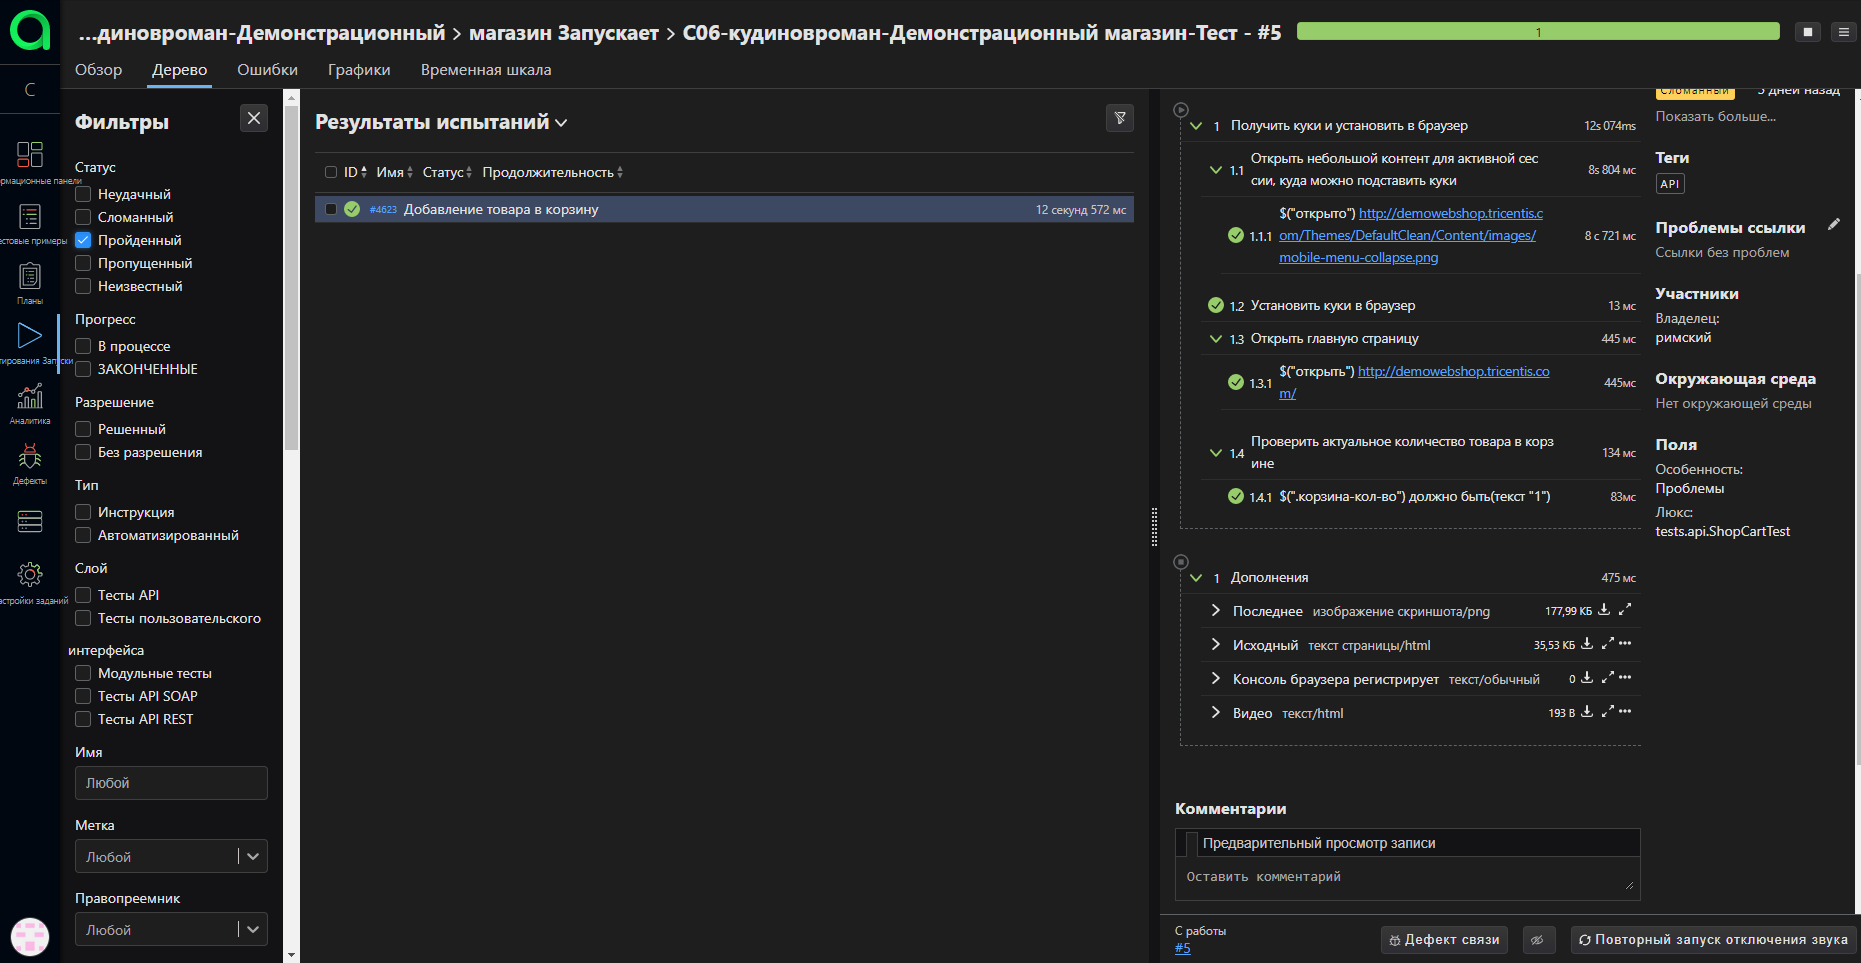 ...диновроман-Демонстрационный > магазин Запускает > C06-кудиновроман-Демонстрационный магазин-Тест - #5
1
Обзор
Дерево
Ошибки
Графики
Временная шкала
C
рмационные панели
естовые примеры
Планы
тирования Запуски
Аналитика
Дефекты
астройки заданий
Фильтры
Статус
Неудачный
Сломанный
Пройденный
Пропущенный
Неизвестный
Прогресс
В процессе
ЗАКОНЧЕННЫЕ
Разрешение
Решенный
Без разрешения
Тип
Инструкция
Автоматизированный
Слой
Тесты API
Тесты пользовательского
интерфейса
Модульные тесты
Тесты API SOAP
Тесты API REST
Имя
Любой
Метка
Любой
Правопреемник
Любой
Результаты испытаний
ID Имя Статус Продолжительность
#4623 Добавление товара в корзину 12 секунд 572 мс
1 Получить куки и установить в браузер 12s 074ms
1.1 Открыть небольшой контент для активной сес
сии, куда можно подставить куки 8s 804 мс
1.1.1 $("открыто") http://demowebshop.tricentis.c
om/Themes/DefaultClean/Content/images/
mobile-menu-collapse.png 8 с 721 мс
1.2 Установить куки в браузер 13 мс
1.3 Открыть главную страницу 445 мс
1.3.1 $("открыть") http://demowebshop.tricentis.co
m/ 445мс
1.4 Проверить актуальное количество товара в корз
ине 134 мс
1.4.1 $(".корзина-кол-во") должно быть(текст "1") 83мс
1 Дополнения 475 мс
Последнее изображение скриншота/png 177,99 КБ
Исходный текст страницы/html 35,53 КБ
Консоль браузера регистрирует текст/обычный 0
Видео текст/html 193 В
Комментарии
Предварительный просмотр записи
Оставить комментарий
С работы
#5
Дефект связи
Повторный запуск отключения звука
Сломанный 5 дней назад
Показать больше...
Теги
API
Проблемы ссылки
Ссылки без проблем
Участники
Владелец:
римский
Окружающая среда
Нет окружающей среды
Поля
Особенность:
Проблемы
Люкс:
tests.api.ShopCartTest